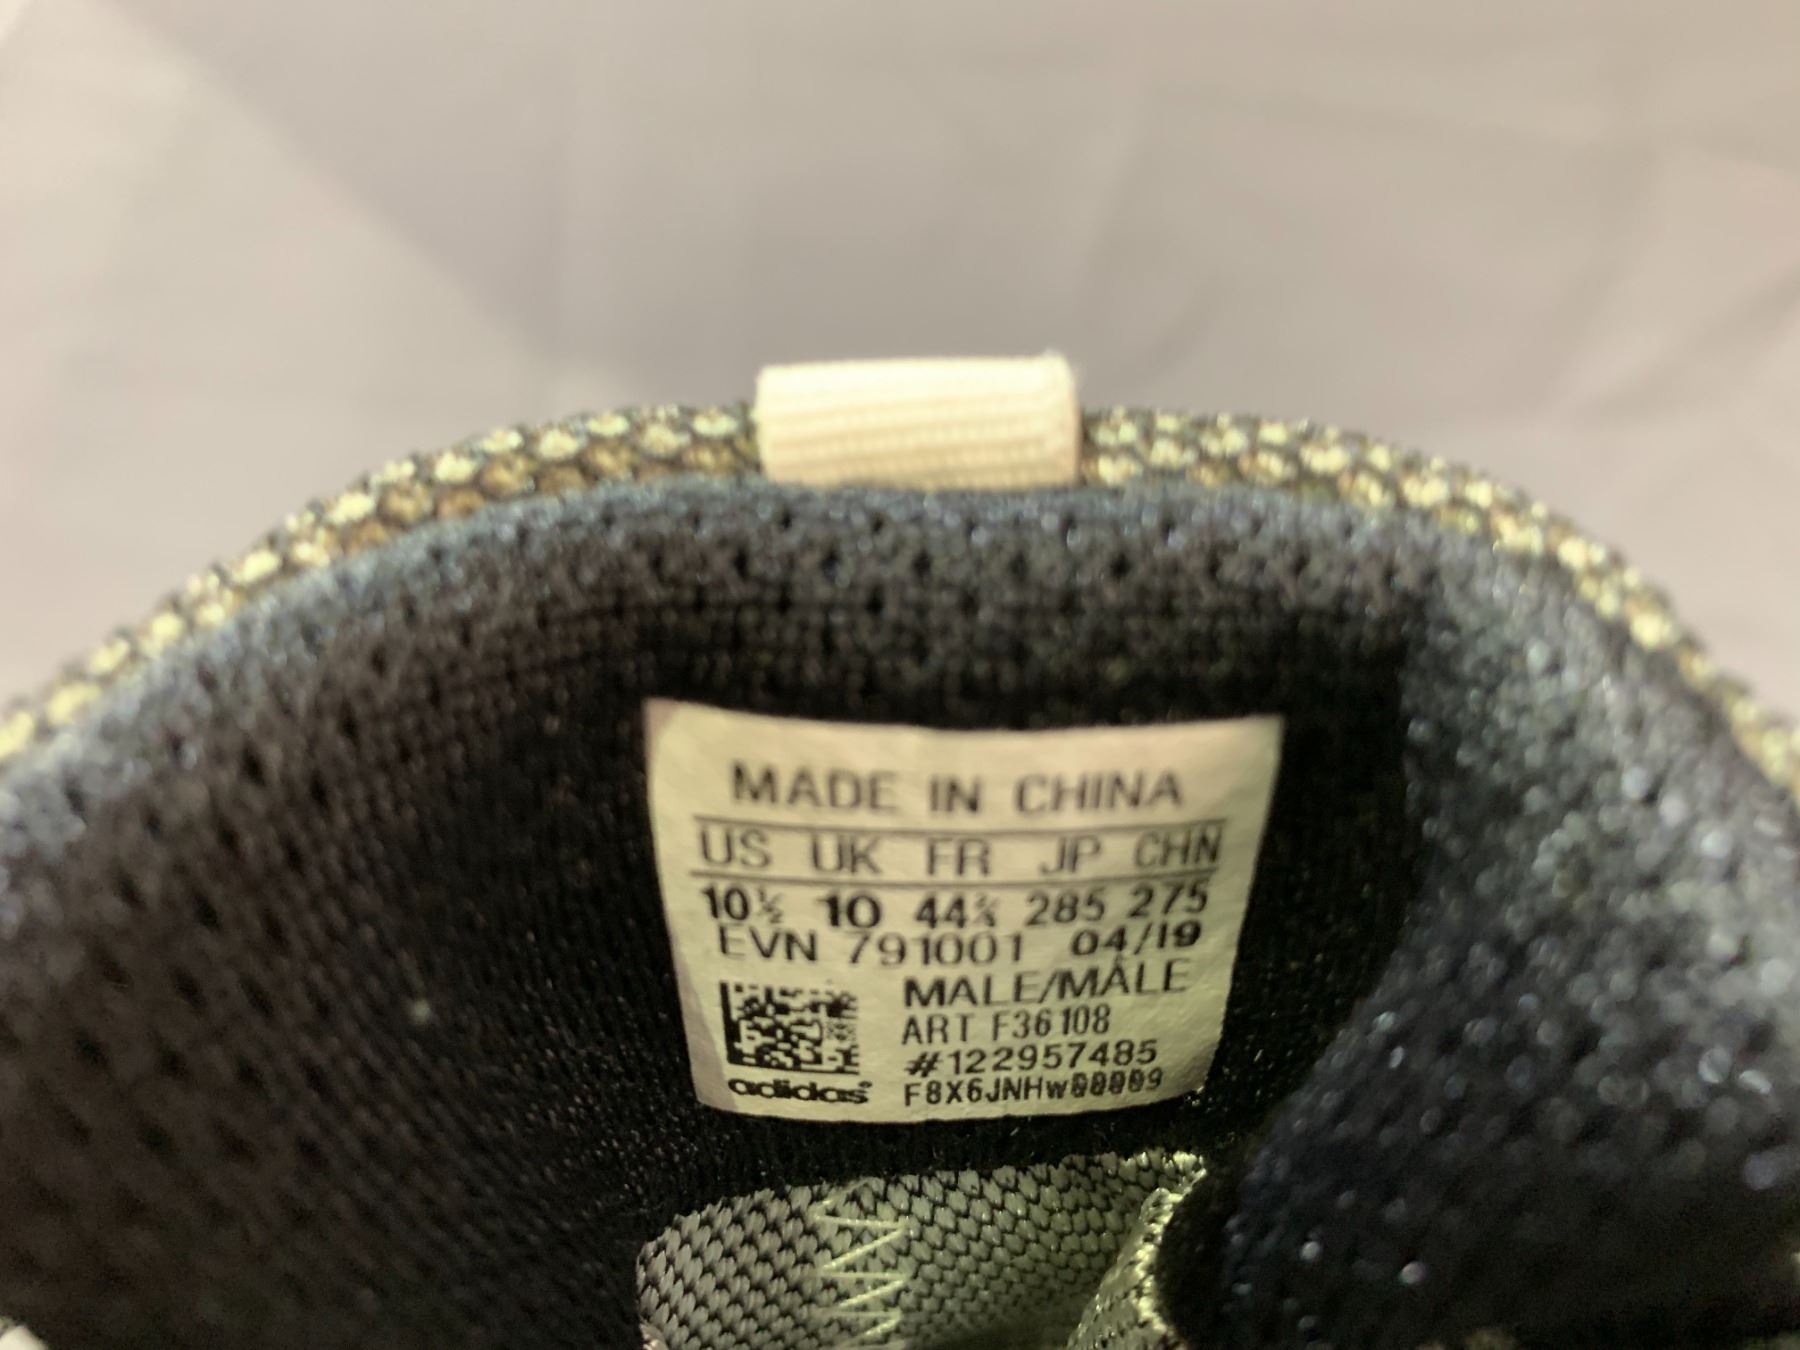 MADE IN CHINA
US UK FR JP CHN
10½ 10 44⅔ 285 275
EVN 791001 04/19
MALE/MÂLE
ART F36108
#122957485
adidas
F8X6JNHw00009